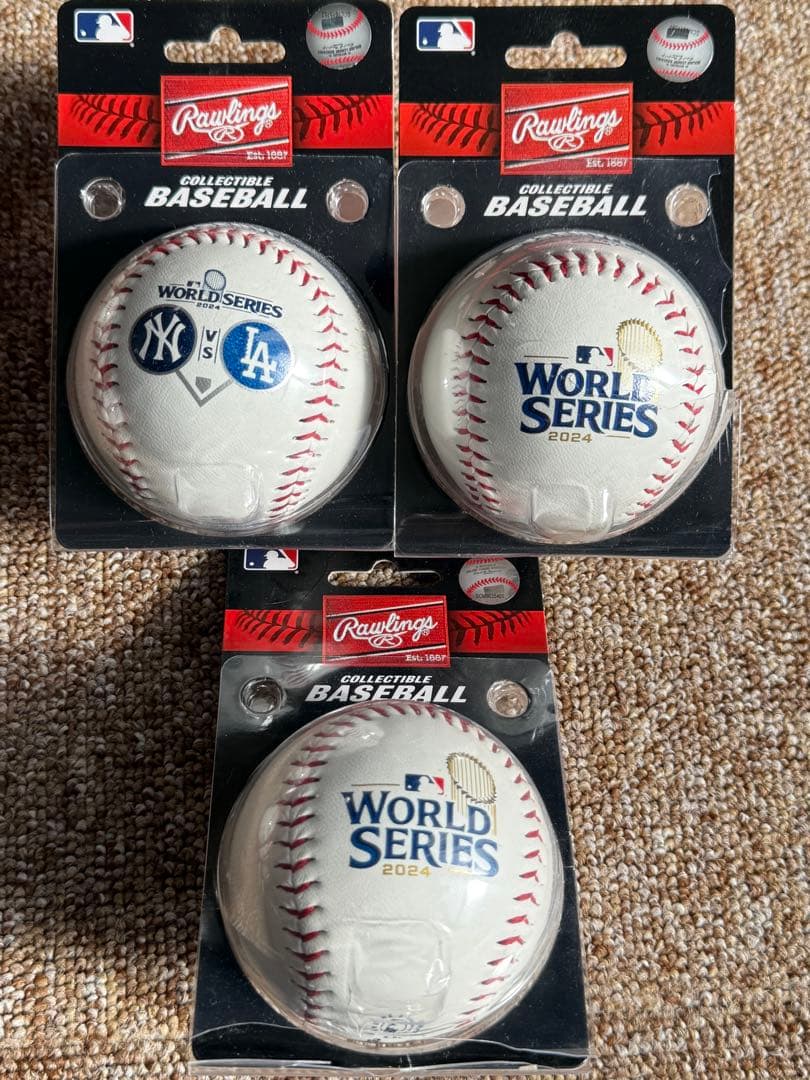 Rawlings
R
Est. 1887
COLLECTIBLE
BASEBALL
WORLD SERIES
2024
NY
VS
LA
Rawlings
R
Est. 1887
COLLECTIBLE
BASEBALL
WORLD
SERIES
2024
Rawlings
R
Est. 1887
COLLECTIBLE
BASEBALL
WORLD
SERIES
2024